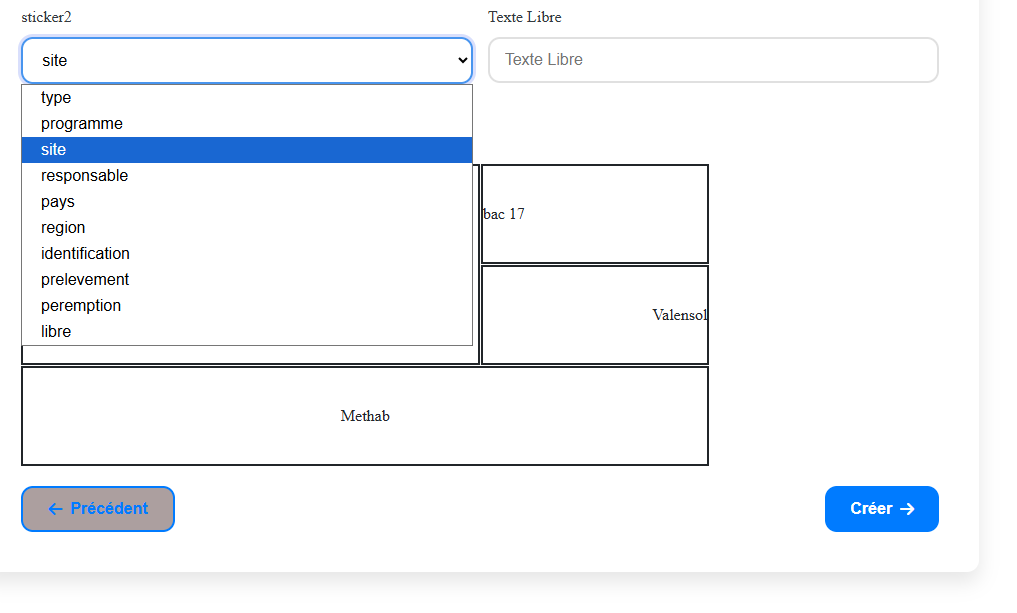 sticker2
Texte Libre
site
Texte Libre
type
programme
site
responsable
pays
region
identification
prelevement
peremption
libre
bac 17
Valensol
Methab
← Précédent
Créer →